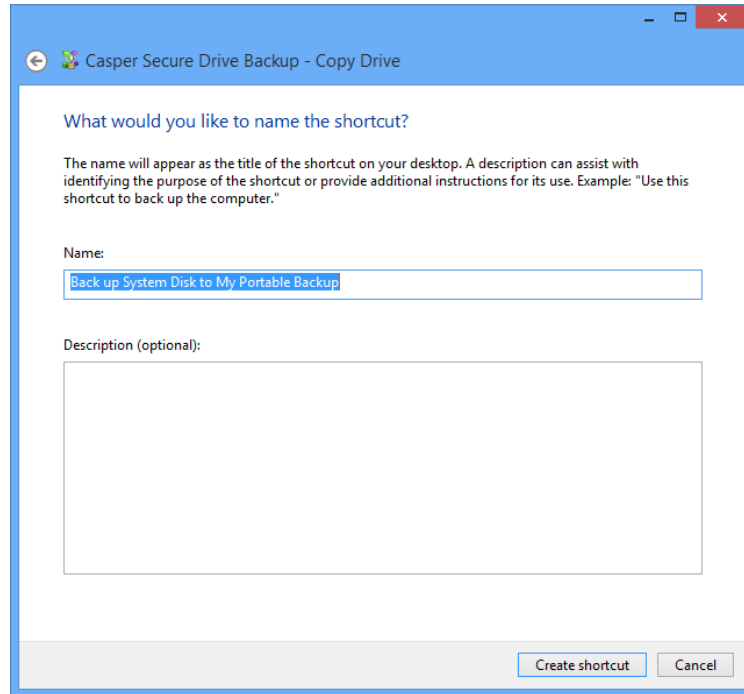 Casper Secure Drive Backup - Copy Drive
What would you like to name the shortcut?
The name will appear as the title of the shortcut on your desktop. A description can assist with
identifying the purpose of the shortcut or provide additional instructions for its use. Example: "Use this
shortcut to back up the computer."
Name:
Back up System Disk to My Portable Backup
Description (optional):
Create shortcut
Cancel